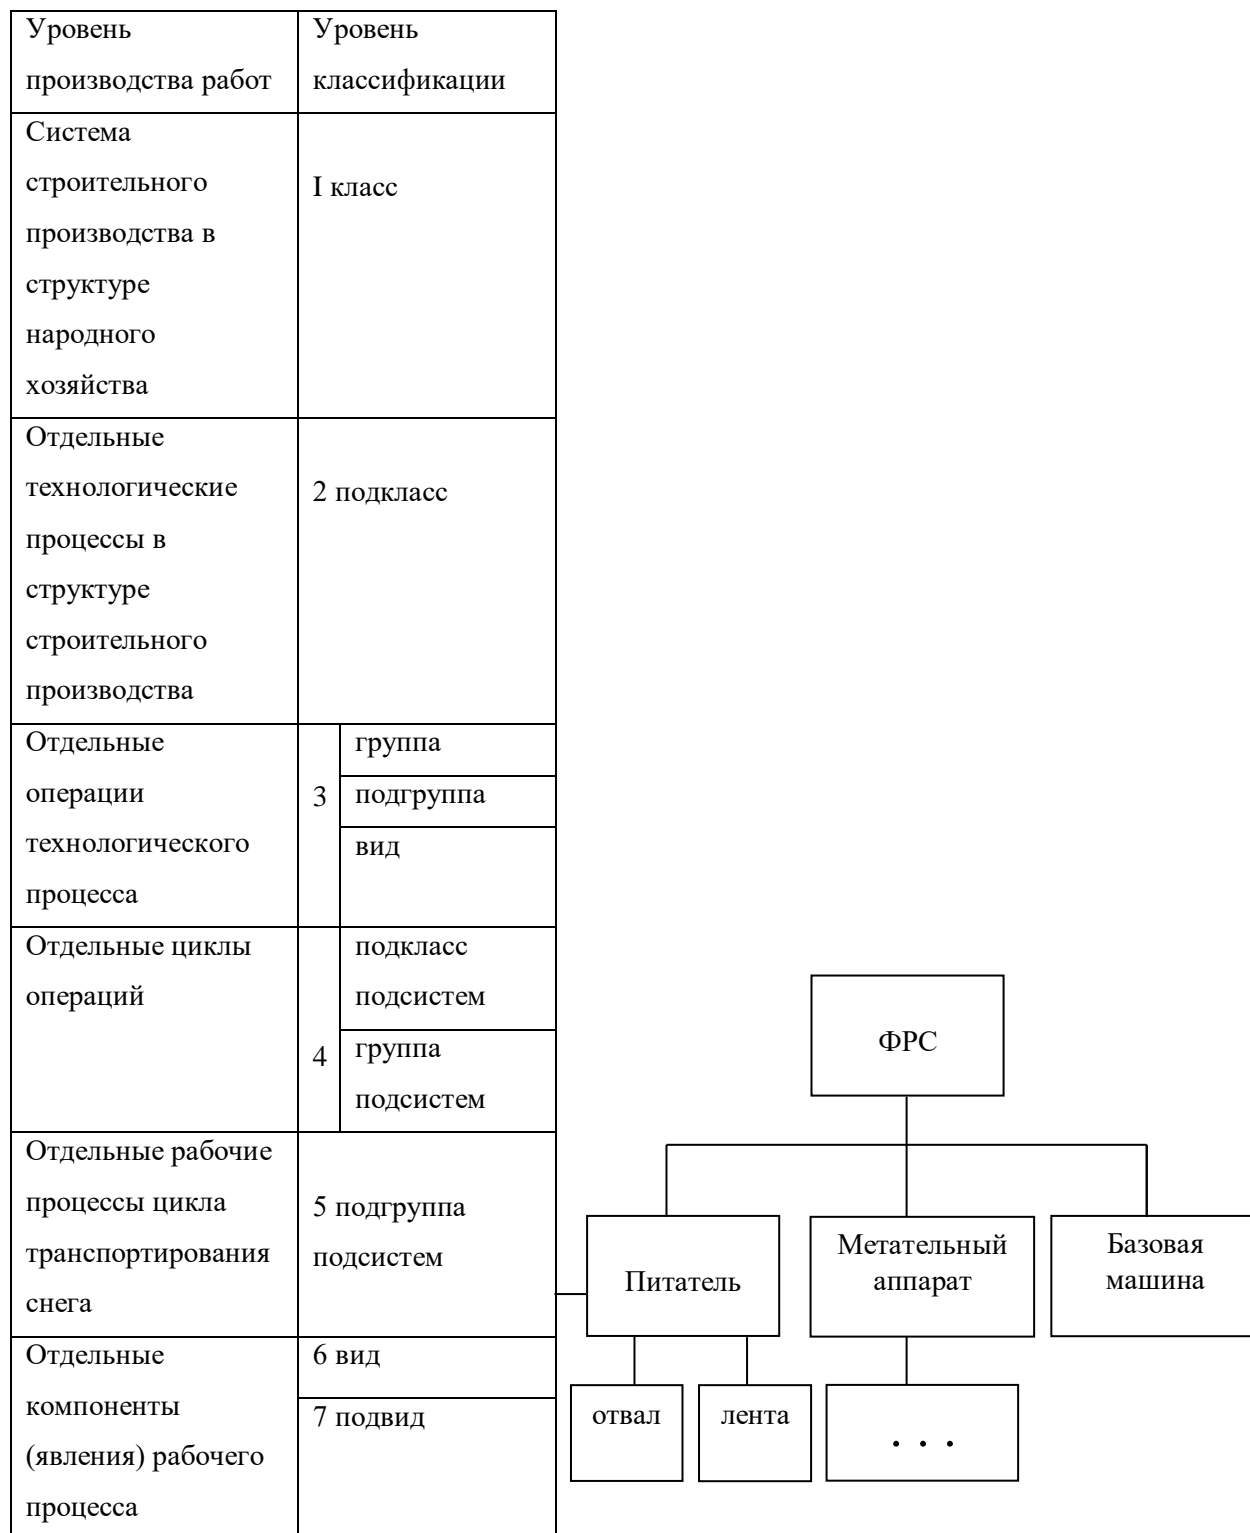 Уровень
производства работ
Уровень
классификации
Система
строительного
производства в
структуре
народного
хозяйства
I класс
Отдельные
технологические
процессы в
структуре
строительного
производства
2 подкласс
Отдельные
операции
технологического
процесса
3
группа
подгруппа
вид
Отдельные циклы
операций
4
подкласс
подсистем
группа
подсистем
Отдельные рабочие
процессы цикла
транспортирования
снега
5 подгруппа
подсистем
Отдельные
компоненты
(явления) рабочего
процесса
6 вид
7 подвид
ФРС
Питатель
Метательный
аппарат
Базовая
машина
отвал
лента
. . .